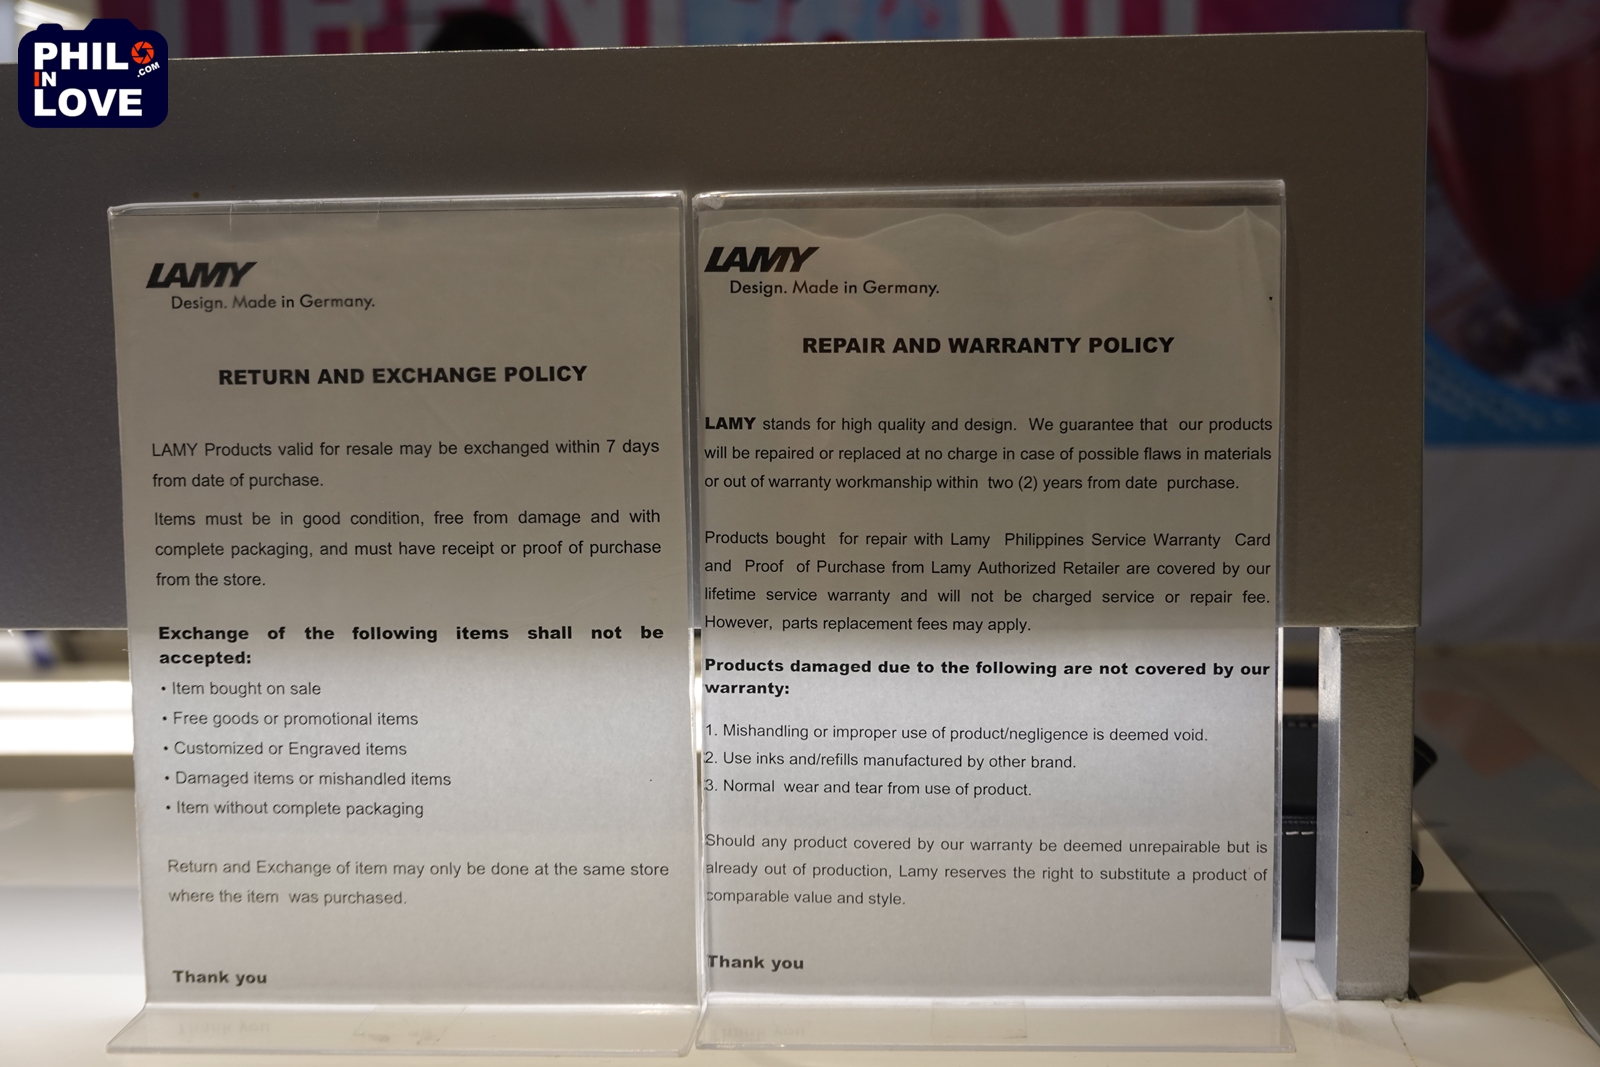 PHIL
IN
.COM
LOVE
LAMY
Design. Made in Germany.
RETURN AND EXCHANGE POLICY
LAMY Products valid for resale may be exchanged within 7 days
from date of purchase.
Items must be in good condition, free from damage and with
complete packaging, and must have receipt or proof of purchase
from the store.
Exchange of the following items shall not be
accepted:
• Item bought on sale
• Free goods or promotional items
• Customized or Engraved items
• Damaged items or mishandled items
• Item without complete packaging
Return and Exchange of item may only be done at the same store
where the item was purchased.
Thank you
LAMY
Design. Made in Germany.
REPAIR AND WARRANTY POLICY
LAMY stands for high quality and design. We guarantee that our products
will be repaired or replaced at no charge in case of possible flaws in materials
or out of warranty workmanship within two (2) years from date purchase.
Products bought for repair with Lamy Philippines Service Warranty Card
and Proof of Purchase from Lamy Authorized Retailer are covered by our
lifetime service warranty and will not be charged service or repair fee.
However, parts replacement fees may apply.
Products damaged due to the following are not covered by our
warranty:
1. Mishandling or improper use of product/negligence is deemed void.
2. Use inks and/refills manufactured by other brand.
3. Normal wear and tear from use of product.
Should any product covered by our warranty be deemed unrepairable but is
already out of production, Lamy reserves the right to substitute a product of
comparable value and style.
Thank you